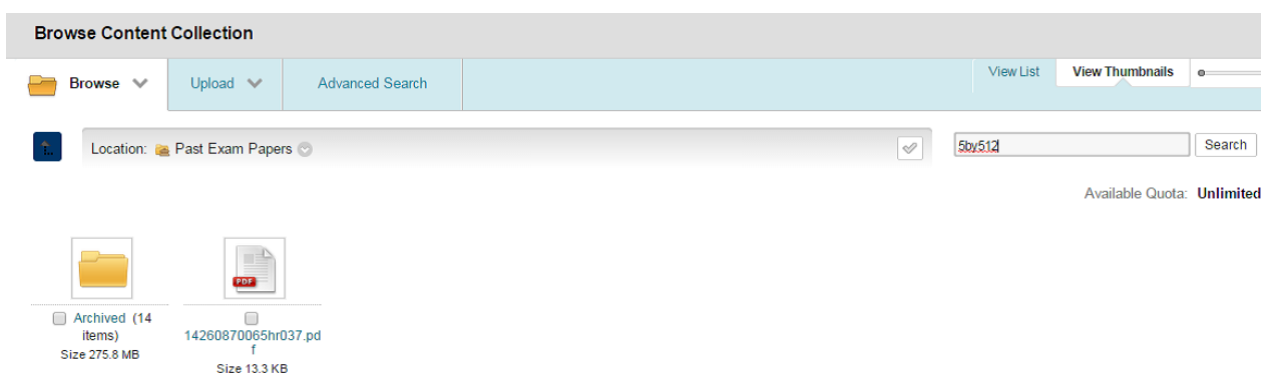 Browse Content Collection
Browse Upload Advanced Search View List View Thumbnails
Location: Past Exam Papers 5by512 Search
Available Quota: Unlimited
PDF
Archived (14 14260870065hr037.pd
items) f
Size 275.8 MB Size 13.3 KB